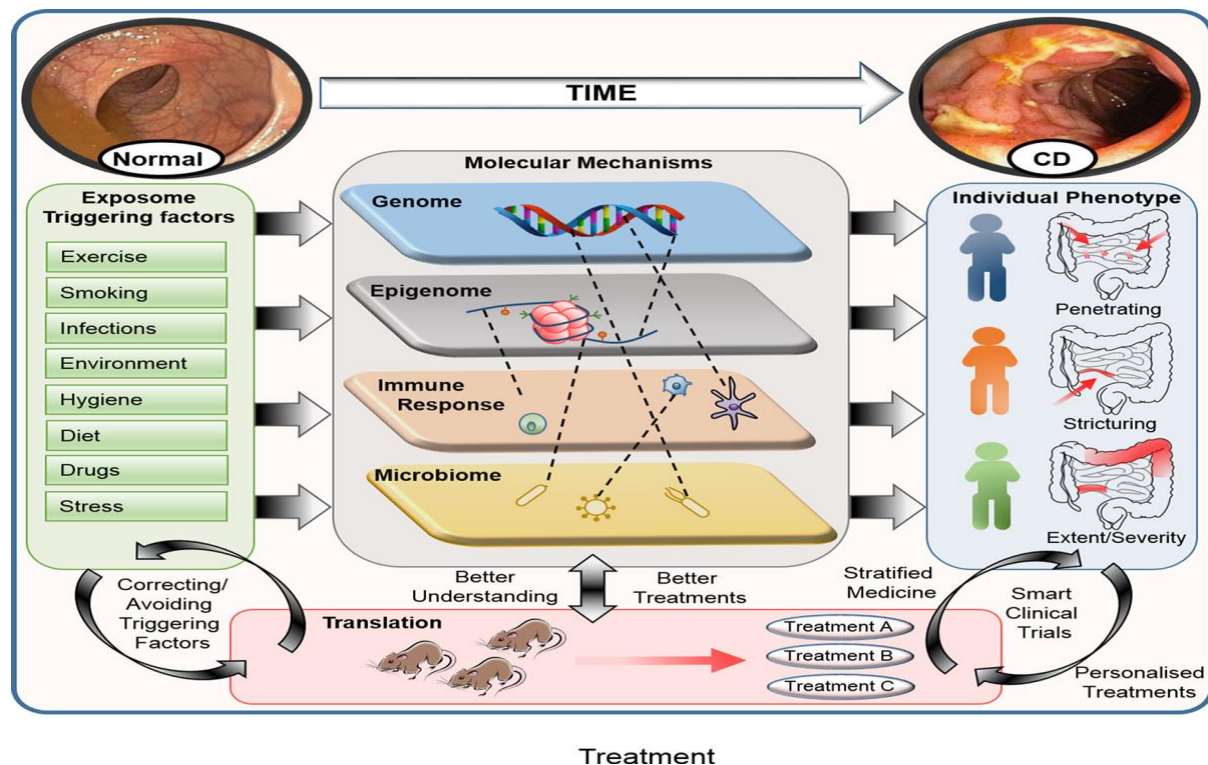 TIME
Normal
CD
Exposome
Triggering factors
Exercise
Smoking
Infections
Environment
Hygiene
Diet
Drugs
Stress
Molecular Mechanisms
Genome
Epigenome
Immune
Response
Microbiome
Individual Phenotype
Penetrating
Stricturing
Extent/Severity
Correcting/
Avoiding
Triggering
Factors
Better
Understanding
Better
Treatments
Stratified
Medicine
Smart
Clinical
Trials
Personalised
Treatments
Translation
Treatment A
Treatment B
Treatment C
Treatment